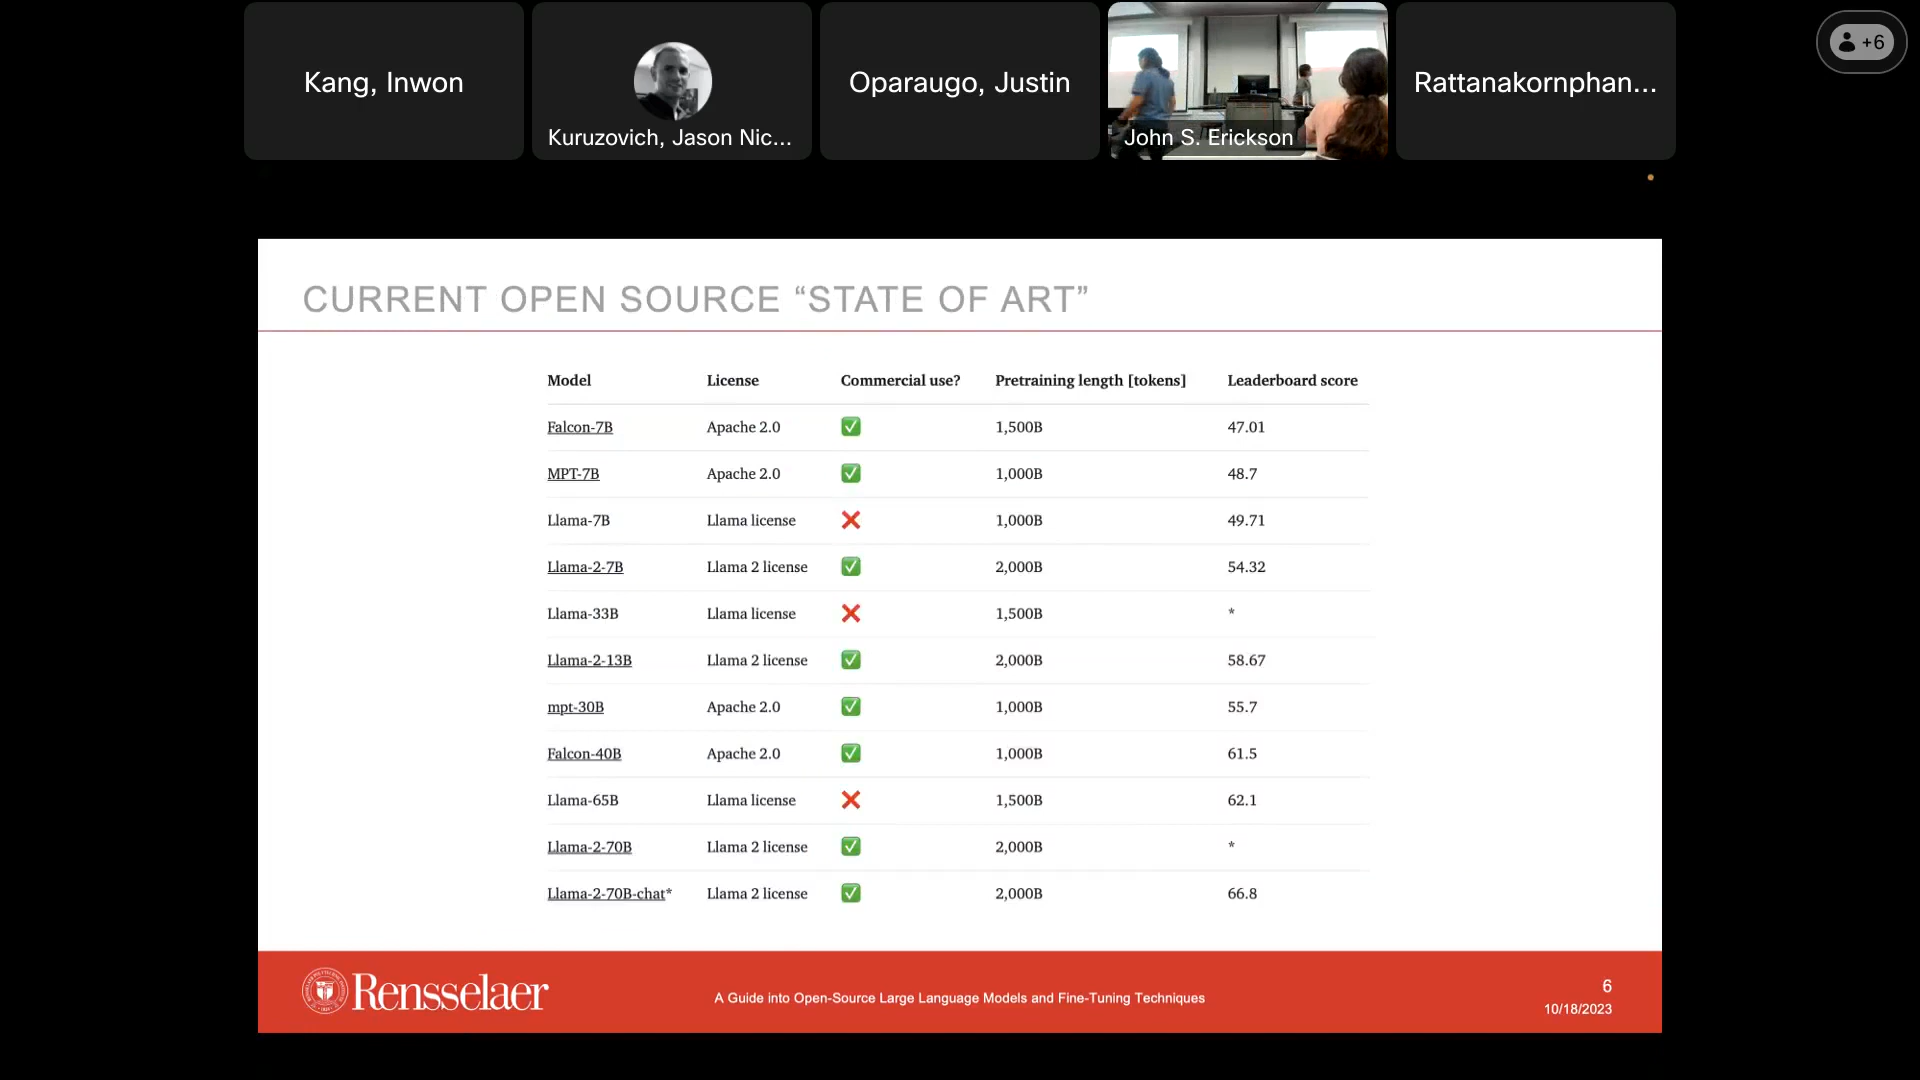 Kang, Inwon
Kuruzovich, Jason Nic...
Oparaugo, Justin
John S. Erickson
Rattanakornphan...
+6
CURRENT OPEN SOURCE “STATE OF ART”
Model License Commercial use? Pretraining length [tokens] Leaderboard score
Falcon-7B Apache 2.0 ✅ 1,500B 47.01
MPT-7B Apache 2.0 ✅ 1,000B 48.7
Llama-7B Llama license ❌ 1,000B 49.71
Llama-2-7B Llama 2 license ✅ 2,000B 54.32
Llama-33B Llama license ❌ 1,500B *
Llama-2-13B Llama 2 license ✅ 2,000B 58.67
mpt-30B Apache 2.0 ✅ 1,000B 55.7
Falcon-40B Apache 2.0 ✅ 1,000B 61.5
Llama-65B Llama license ❌ 1,500B 62.1
Llama-2-70B Llama 2 license ✅ 2,000B *
Llama-2-70B-chat* Llama 2 license ✅ 2,000B 66.8
Rensselaer
A Guide into Open-Source Large Language Models and Fine-Tuning Techniques
6
10/18/2023